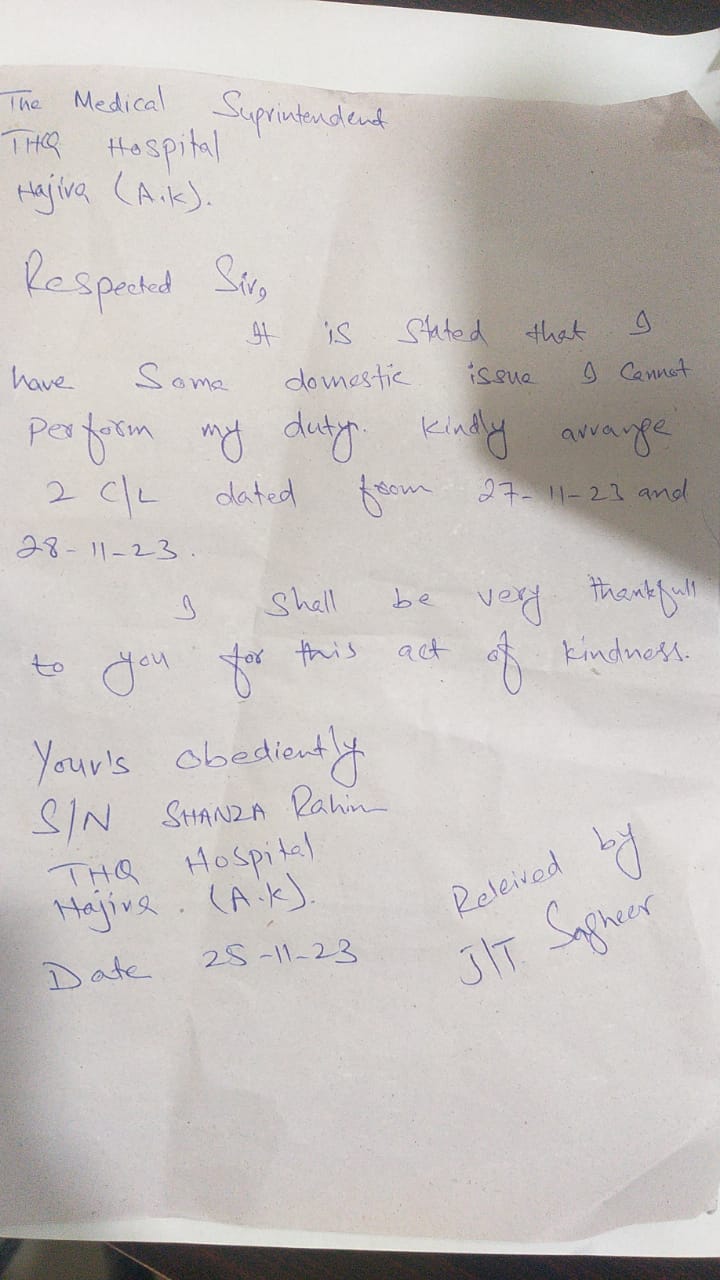 The Medical Suprintendent
THQ Hospital
Hajira (A.K).
Respected Sir,
It is stated that I
have Some domestic issue I Cannot
Perform my duty. Kindly arrange
2 C/L dated from 27-11-23 and
28-11-23.
I Shall be very thankfull
to you for this act of kindness.
Your's obediently
S/N SHANZA Rahim
THQ Hospital
Hajira. (A.K).
Date 25-11-23
Releived by
J/T. Sagheer